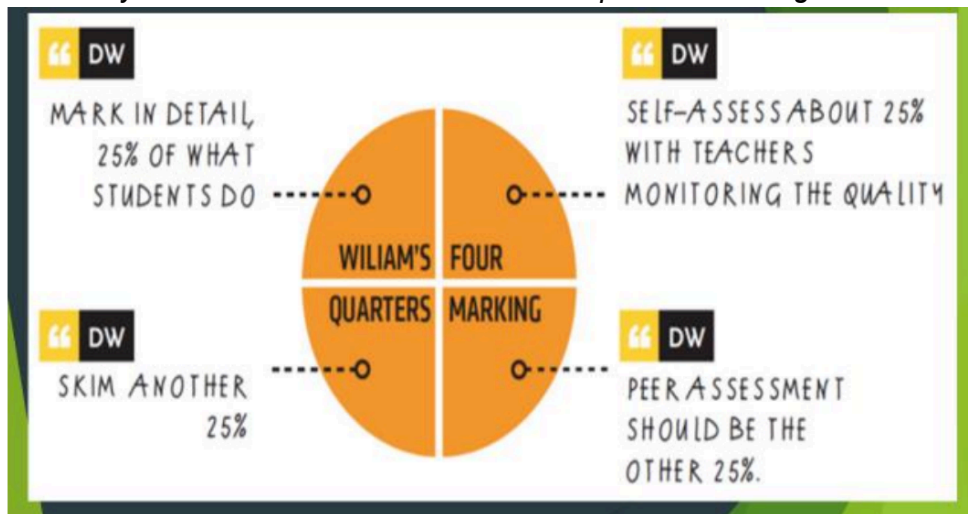 DW
MARK IN DETAIL,
25% OF WHAT
STUDENTS DO
DW
SELF-ASSESS ABOUT 25%
WITH TEACHERS
MONITORING THE QUALITY
WILIAM'S FOUR
QUARTERS MARKING
DW
SKIM ANOTHER
25%
DW
PEER ASSESSMENT
SHOULD BE THE
OTHER 25%.